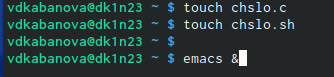 vdkabanova@dk1n23 ~ $ touch chslo.c
vdkabanova@dk1n23 ~ $ touch chslo.sh
vdkabanova@dk1n23 ~ $
vdkabanova@dk1n23 ~ $ emacs &